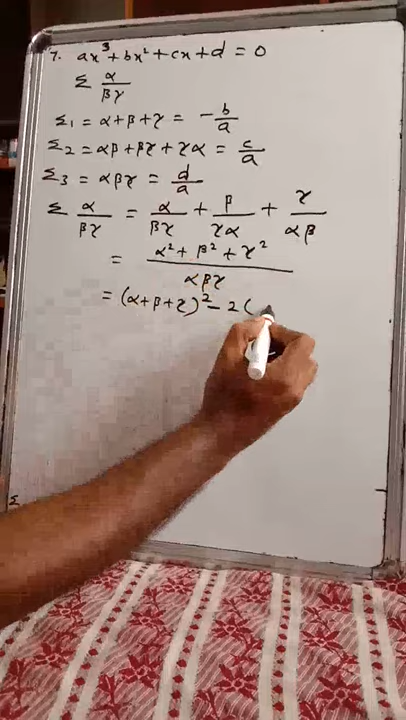 7. ax³ + bx² + cx + d = 0
Σ α/βγ
Σ1 = α + β + γ = - b/a
Σ2 = αβ + βγ + γα = c/a
Σ3 = αβγ = d/a
Σ α/βγ = α/βγ + β/γα + γ/αβ
= (α² + β² + γ²)/αβγ
= (α + β + γ)² - 2(
Σ